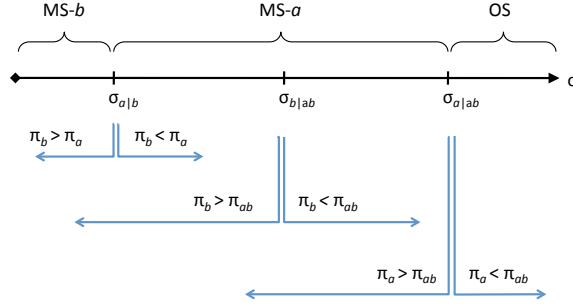 MS-b MS-a OS
σ
σa|b σb|ab σa|ab
πb > πa πb < πa
πb > πab πb < πab
πa > πab πa < πab